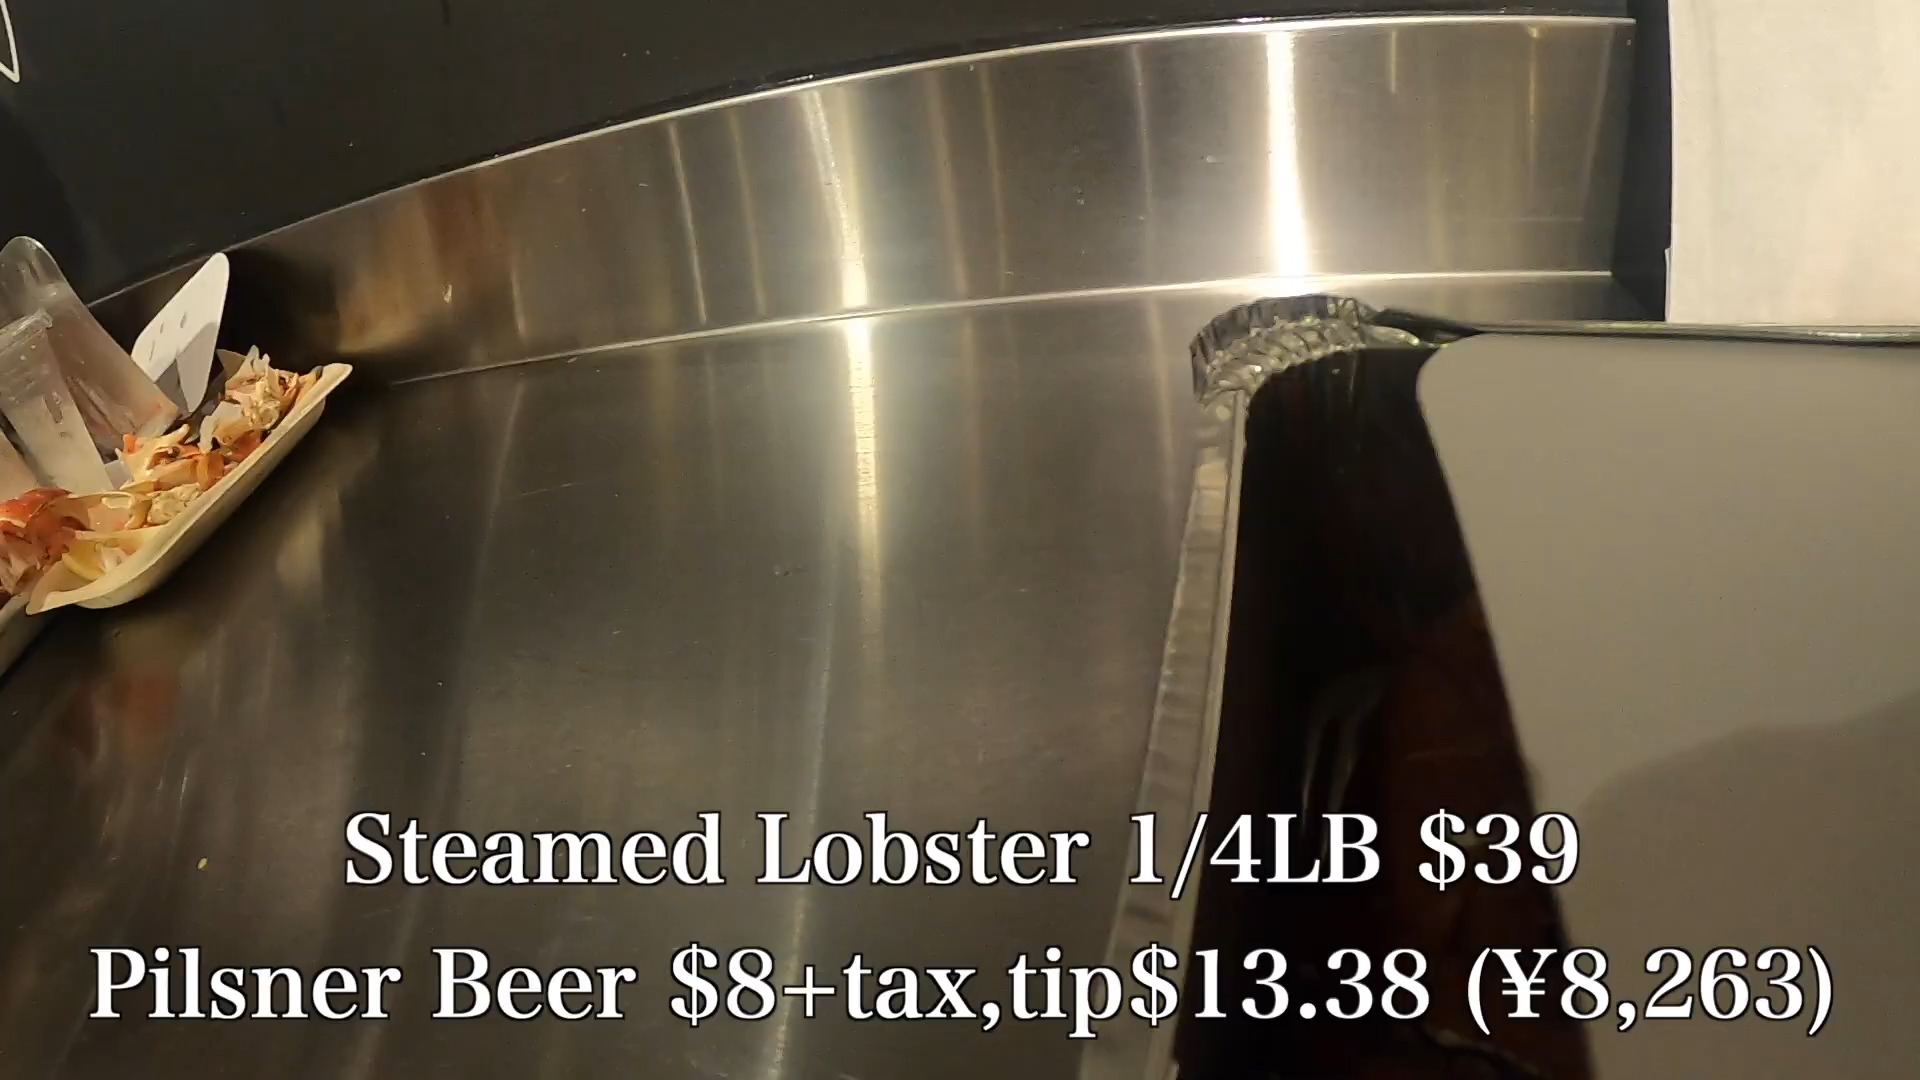 Steamed Lobster 1/4LB $39
Pilsner Beer $8+tax,tip$13.38 (¥8,263)